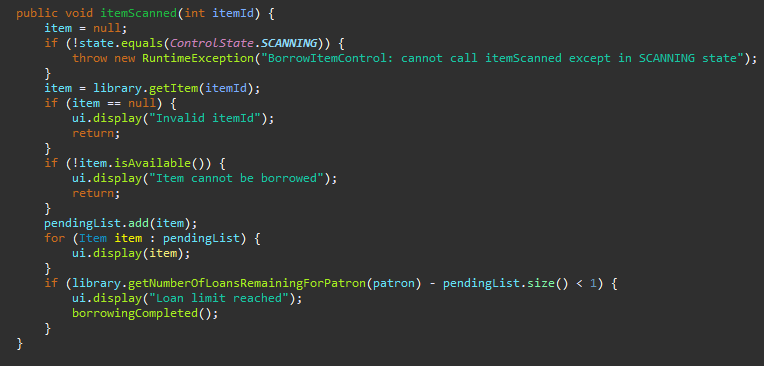 public void itemScanned(int itemId) {
    item = null;
    if (!state.equals(ControlState.SCANNING)) {
        throw new RuntimeException("BorrowItemControl: cannot call itemScanned except in SCANNING state");
    }
    item = library.getItem(itemId);
    if (item == null) {
        ui.display("Invalid itemId");
        return;
    }
    if (!item.isAvailable()) {
        ui.display("Item cannot be borrowed");
        return;
    }
    pendingList.add(item);
    for (Item item : pendingList) {
        ui.display(item);
    }
    if (library.getNumberOfLoansRemainingForPatron(patron) - pendingList.size() < 1) {
        ui.display("Loan limit reached");
        borrowingCompleted();
    }
}